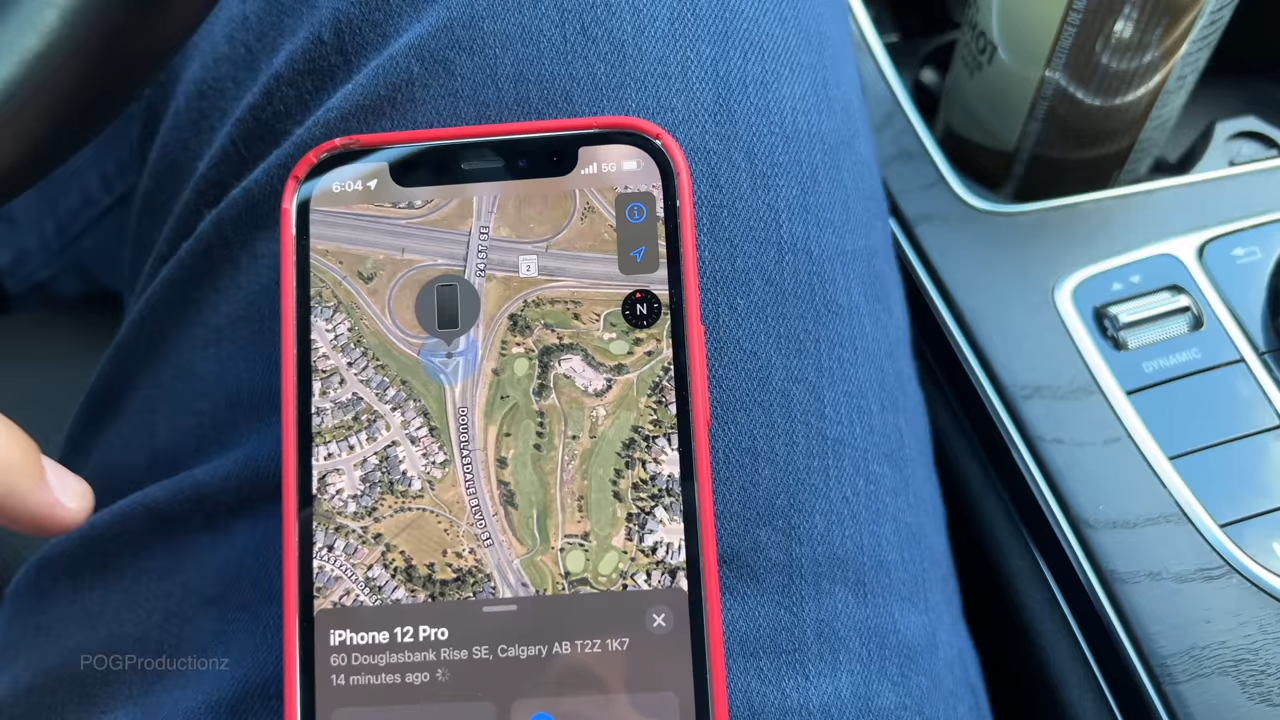 6:04
5G
24 ST SE
2
N
DOUGLASDALE BLVD SE
iPhone 12 Pro
60 Douglasbank Rise SE, Calgary AB T2Z 1K7
14 minutes ago
DYNAMIC
POGProductionz